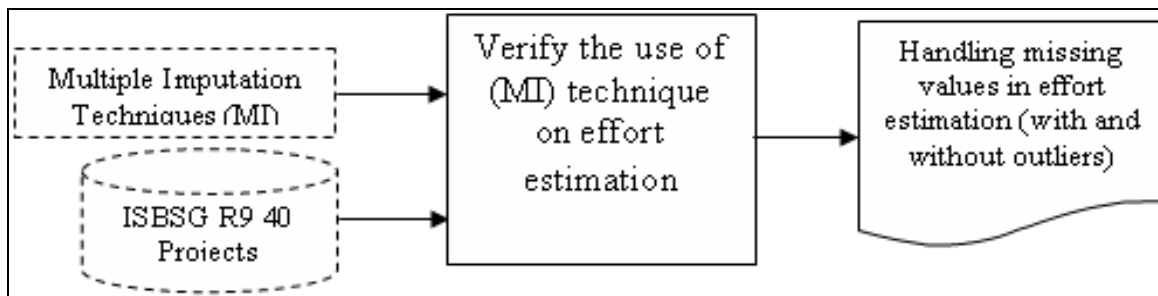 Multiple Imputation
Techniques (MI)
ISBSG R9 40
Projects
Verify the use of
(MI) technique
on effort
estimation
Handling missing
values in effort
estimation (with and
without outliers)